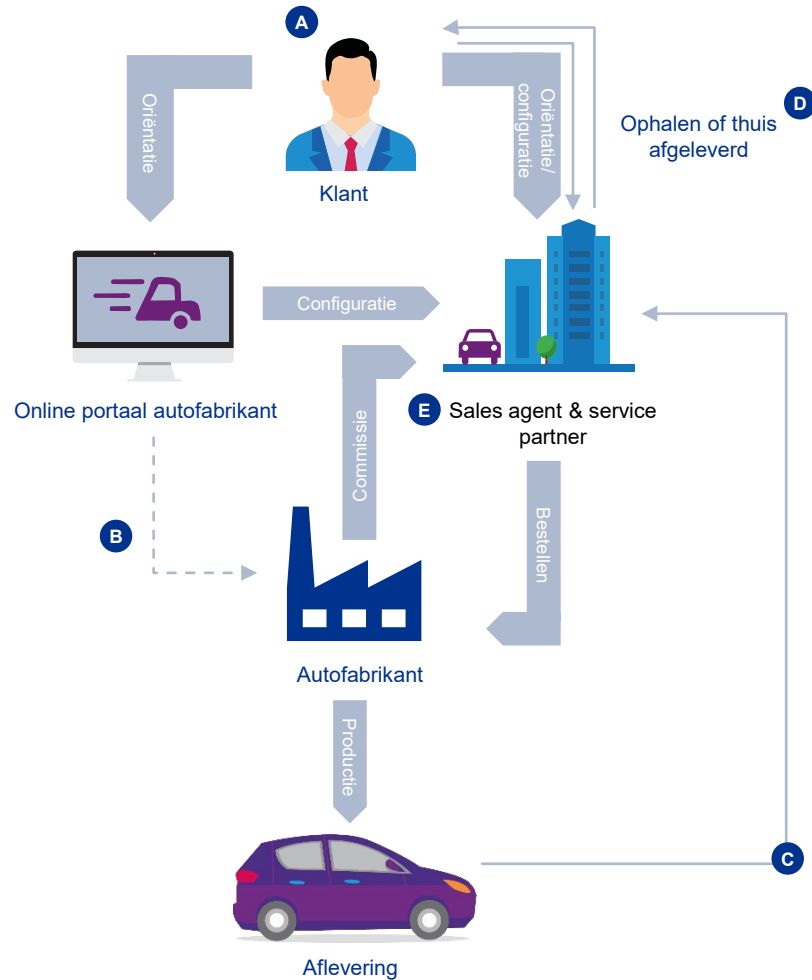 A
Klant
Oriëntatie
Oriëntatie/
configuratie
D
Ophalen of thuis
afgeleverd
Configuratie
Online portaal autofabrikant
Commissie
E
Sales agent & service
partner
B
Bestellen
Autofabrikant
Productie
C
Aflevering